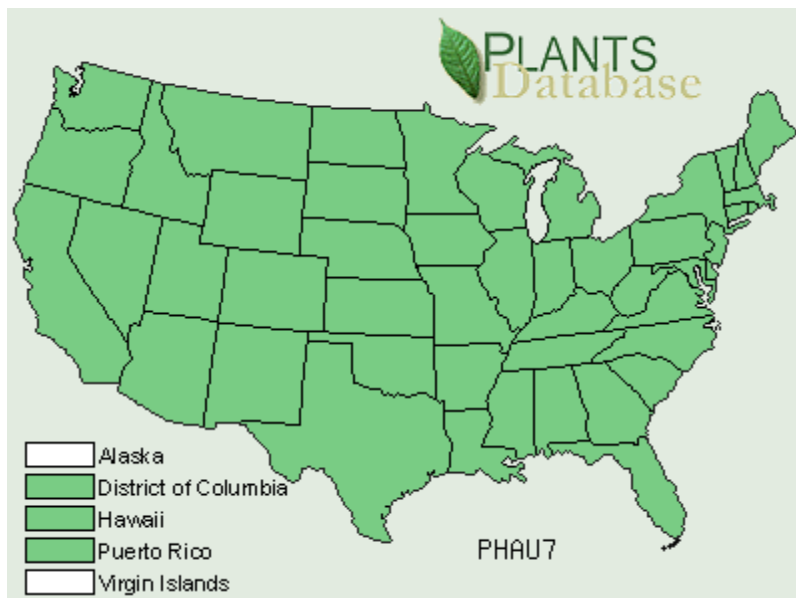 PLANTS
Database
Alaska
District of Columbia
Hawaii
Puerto Rico
Virgin Islands
PHAU7